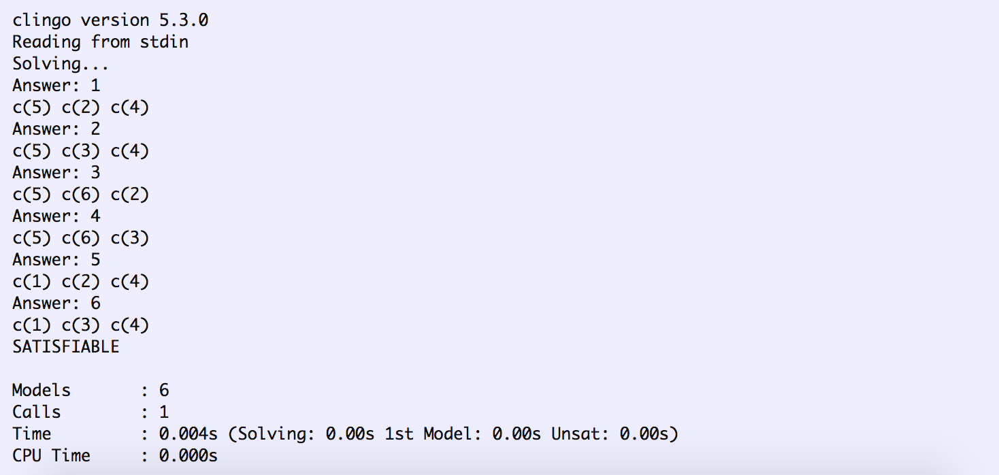 clingo version 5.3.0
Reading from stdin
Solving...
Answer: 1
c(5) c(2) c(4)
Answer: 2
c(5) c(3) c(4)
Answer: 3
c(5) c(6) c(2)
Answer: 4
c(5) c(6) c(3)
Answer: 5
c(1) c(2) c(4)
Answer: 6
c(1) c(3) c(4)
SATISFIABLE

Models       : 6
Calls        : 1
Time         : 0.004s (Solving: 0.00s 1st Model: 0.00s Unsat: 0.00s)
CPU Time     : 0.000s